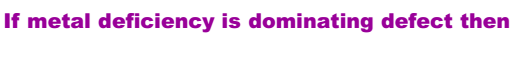 If metal deficiency is dominating defect then